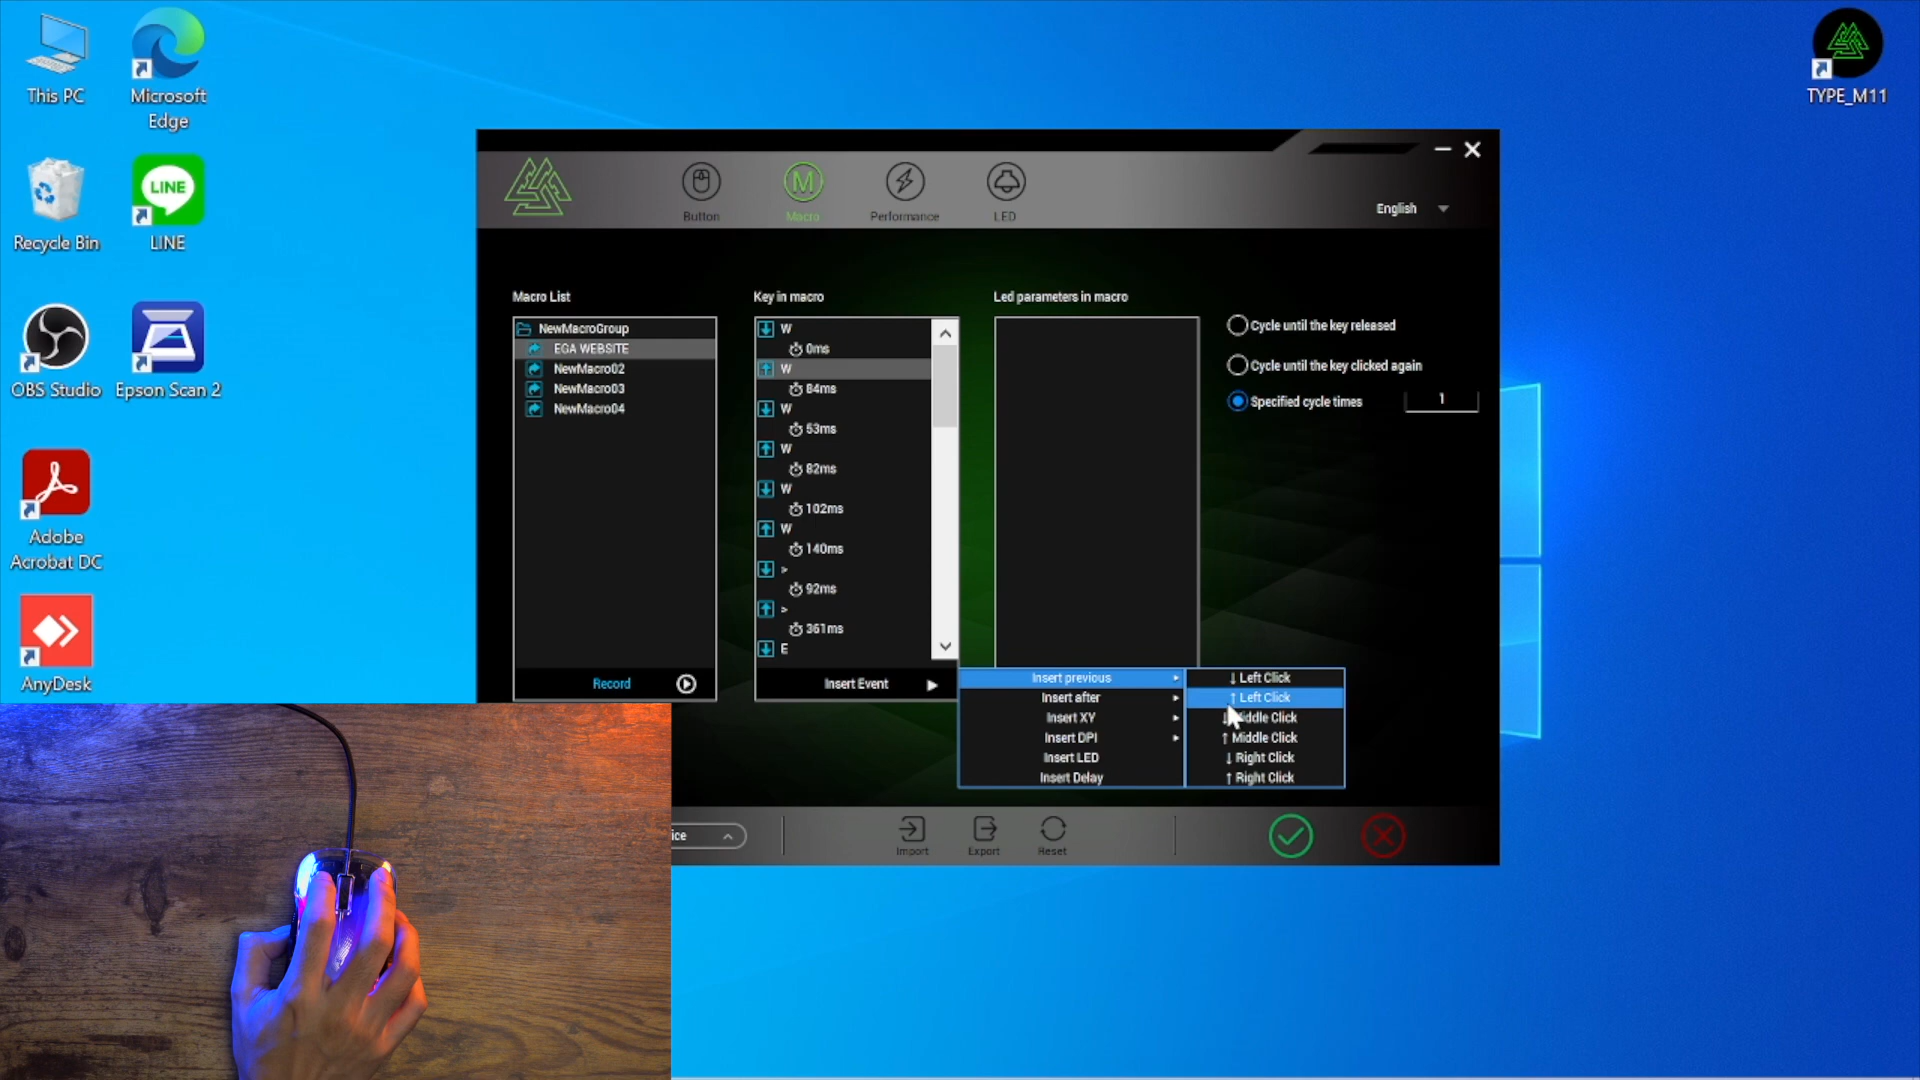 This PC
Microsoft
Edge
TYPE_M11
Recycle Bin
LINE
LINE
OBS Studio
Epson Scan 2
Adobe
Acrobat DC
AnyDesk
Button
M
Macro
Performance
LED
English
Macro List
NewMacroGroup
EGA WEBSITE
NewMacro02
NewMacro03
NewMacro04
Record
Key in macro
W
0ms
W
84ms
W
53ms
W
82ms
W
102ms
W
140ms
>
92ms
>
361ms
E
Insert Event
Led parameters in macro
Cycle until the key released
Cycle until the key clicked again
Specified cycle times 1
Insert previous
Insert after
Insert XY
Insert DPI
Insert LED
Insert Delay
↓ Left Click
↑ Left Click
Click
↑ Middle Click
↓ Right Click
↑ Right Click
ice
Import
Export
Reset